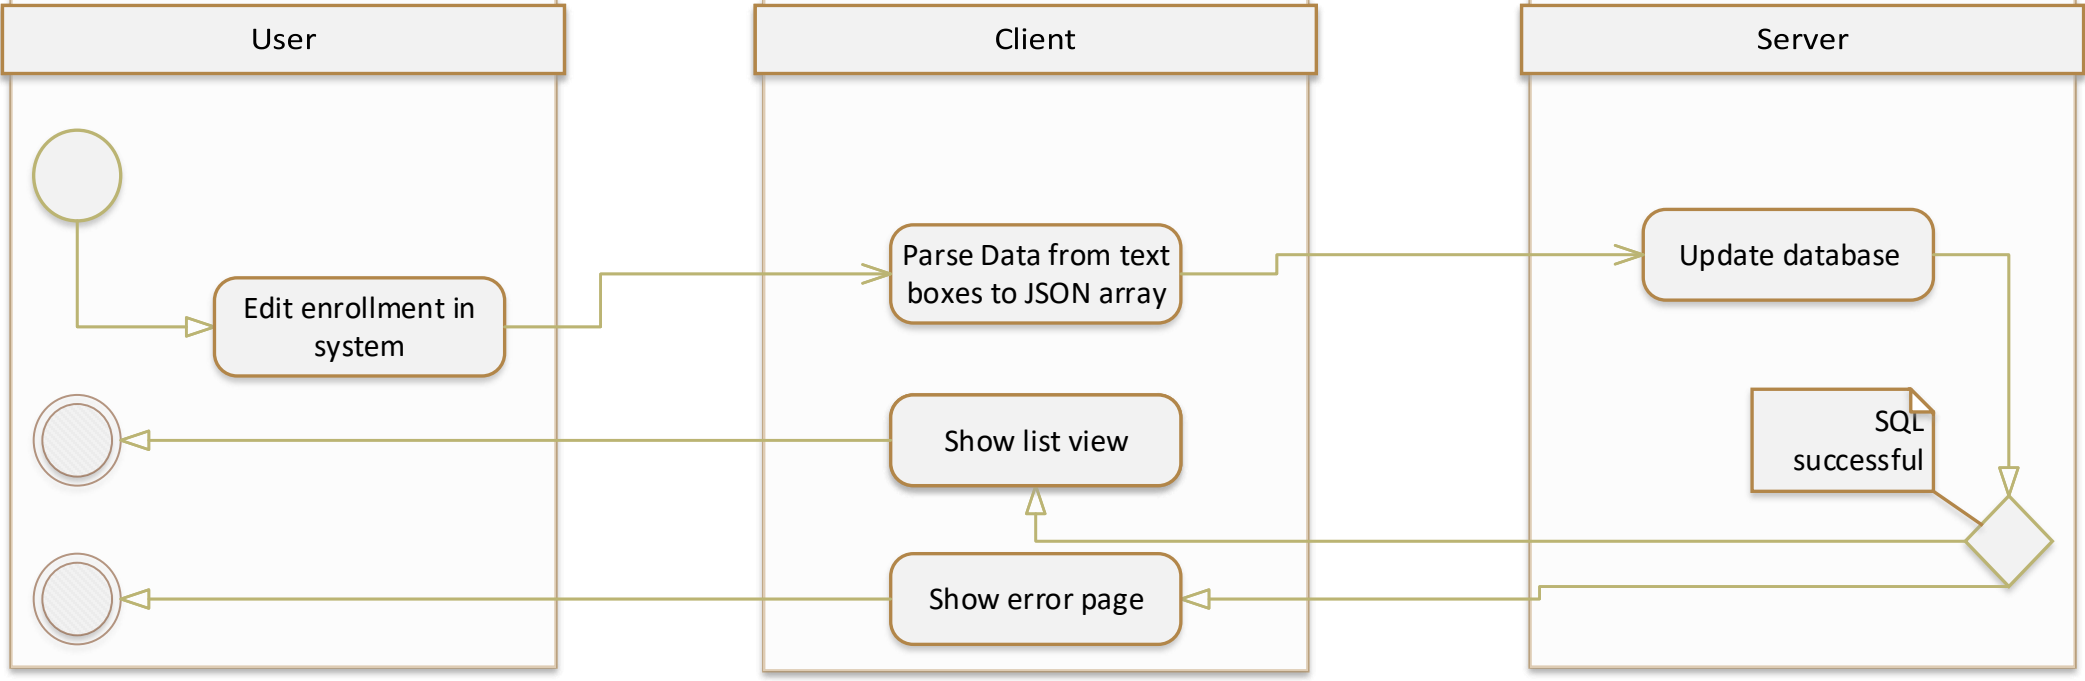 User
Client
Server
Edit enrollment in
system
Parse Data from text
boxes to JSON array
Update database
Show list view
SQL
successful
Show error page